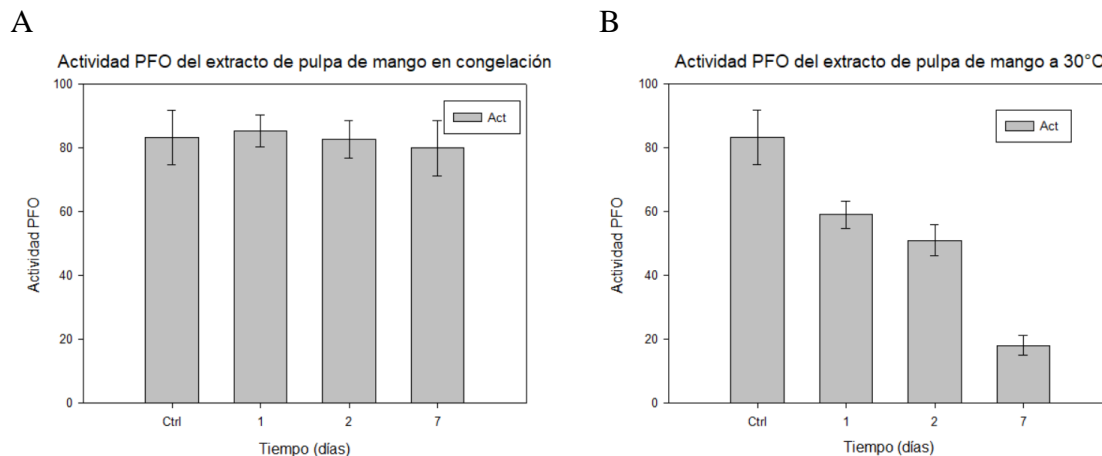 A
Actividad PFO del extracto de pulpa de mango en congelación
100
80
60
40
20
0
Actividad PFO
Act
Ctrl 1 2 7
Tiempo (días)
B
Actividad PFO del extracto de pulpa de mango a 30°C
100
80
60
40
20
0
Actividad PFO
Act
Ctrl 1 2 7
Tiempo (días)